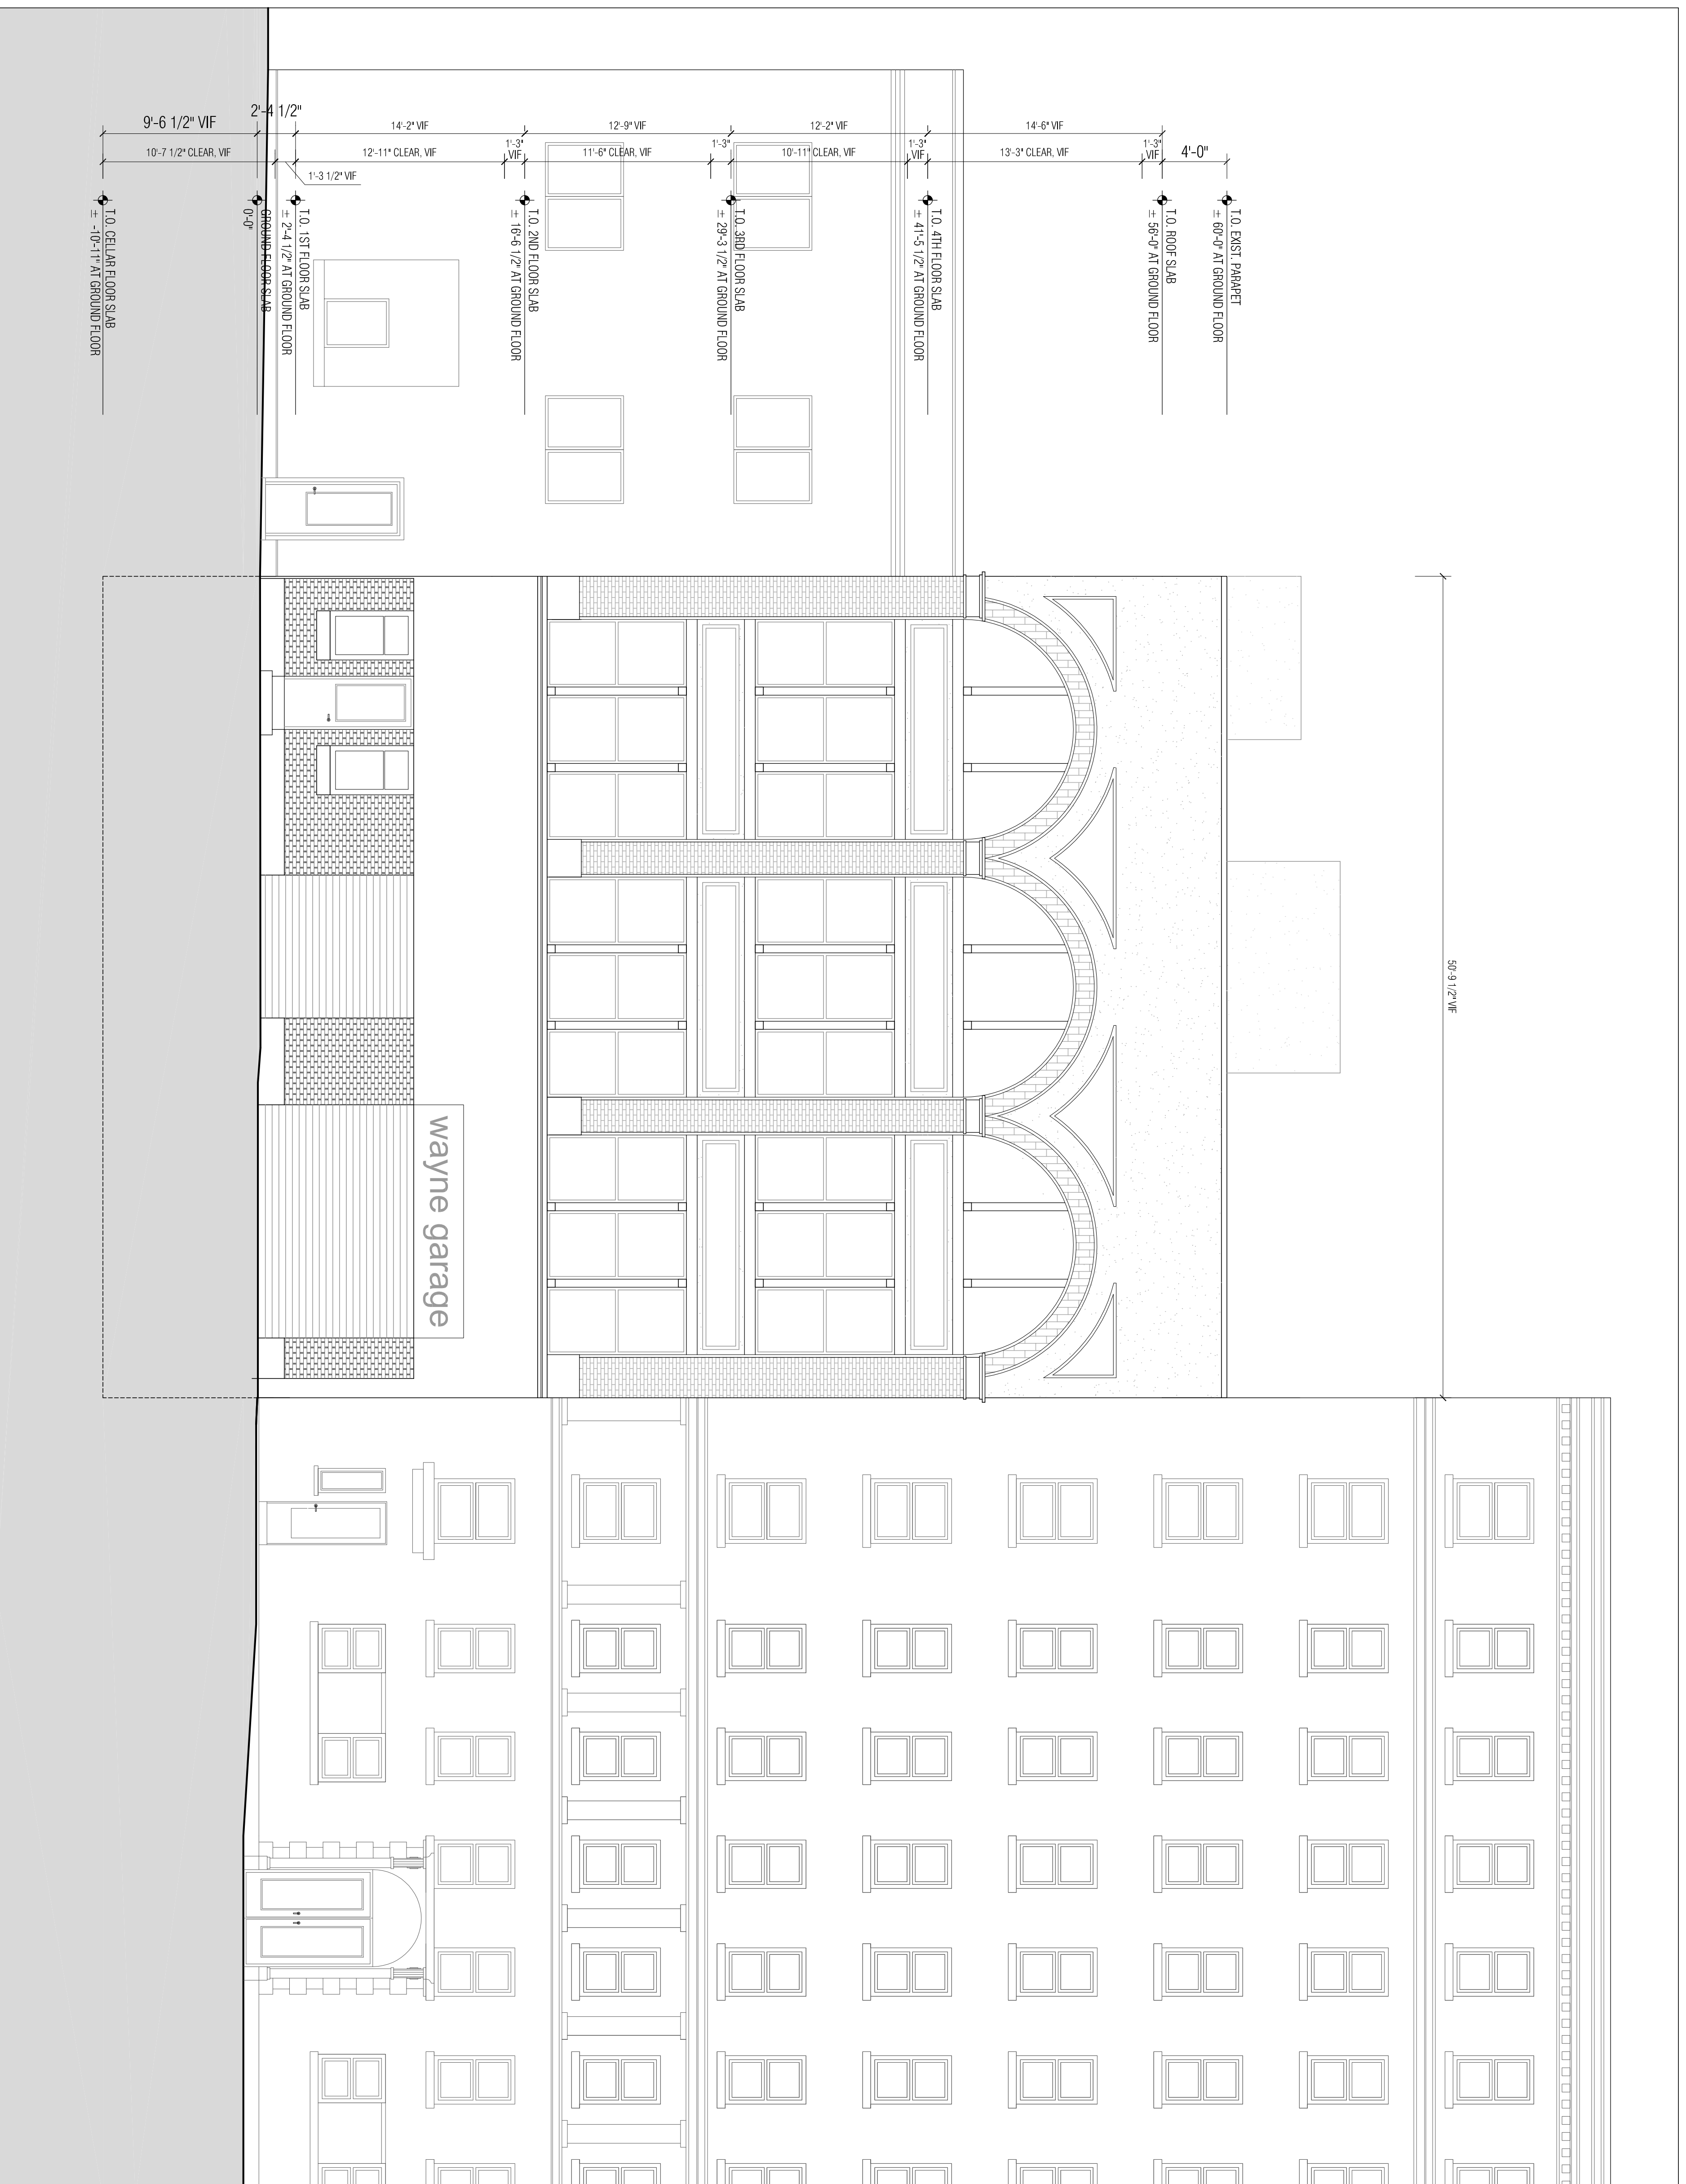 9'-6 1/2" VIF
2'-4 1/2"
14'-2" VIF
12'-9" VIF
12'-2" VIF
14'-6" VIF
10'-7 1/2" CLEAR, VIF
1'-3 1/2" VIF
12'-11" CLEAR, VIF
1'-3"
VIF
11'-6" CLEAR, VIF
1'-3"
10'-11" CLEAR, VIF
1'-3"
VIF
13'-3" CLEAR, VIF
1'-3"
VIF
4'-0"
T.O. EXIST. PARAPET
± 60'-0" AT GROUND FLOOR
T.O. ROOF SLAB
± 56'-0" AT GROUND FLOOR
T.O. 4TH FLOOR SLAB
± 41'-5 1/2" AT GROUND FLOOR
T.O. 3RD FLOOR SLAB
± 29'-3 1/2" AT GROUND FLOOR
T.O. 2ND FLOOR SLAB
± 16'-6 1/2" AT GROUND FLOOR
T.O. 1ST FLOOR SLAB
± 2'-4 1/2" AT GROUND FLOOR
GROUND FLOOR SLAB
0'-0"
T.O. CELLAR FLOOR SLAB
± -10'-11" AT GROUND FLOOR
50'-9 1/2" VIF
wayne garage